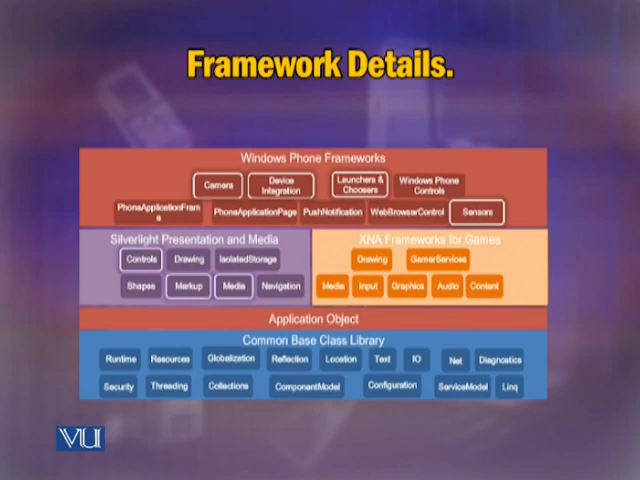 Framework Details.
Windows Phone Frameworks
Camera
Device Integration
Launchers & Choosers
Windows Phone Controls
PhoneApplicationFrame
PhoneApplicationPage
PushNotification
WebBrowserControl
Sensors
Silverlight Presentation and Media
Controls
Drawing
IsolatedStorage
Shapes
Markup
Media
Navigation
XNA Frameworks for Games
Drawing
GamerServices
Media
Input
Graphics
Audio
Content
Application Object
Common Base Class Library
Runtime
Resources
Globalization
Reflection
Location
Text
IO
Net
Diagnostics
Security
Threading
Collections
ComponentModel
Configuration
ServiceModel
Linq
VU